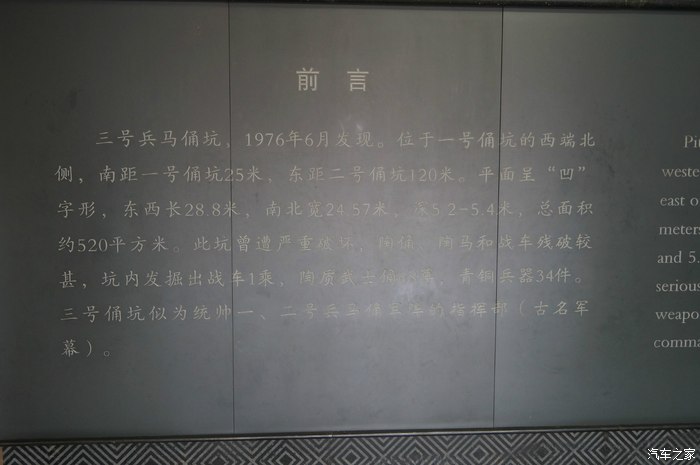 前 言
三号兵马俑坑，1976年6月发现。位于一号俑坑的西端北
侧，南距一号俑坑25米，东距二号俑坑120米。平面呈“凹”
字形，东西长28.8米，南北宽24.57米，深5.2-5.4米，总面积
约520平方米。此坑曾遭严重破坏，陶俑、陶马和战车残破较
甚，坑内发掘出战车1乘，陶质武士俑 青铜兵器34件。
三号俑坑似为统帅一、二号兵马俑军阵的指挥部（古名军
幕）。
Pi
weste
east o
meters
and 5.
serious
weapo
comma
汽车之家